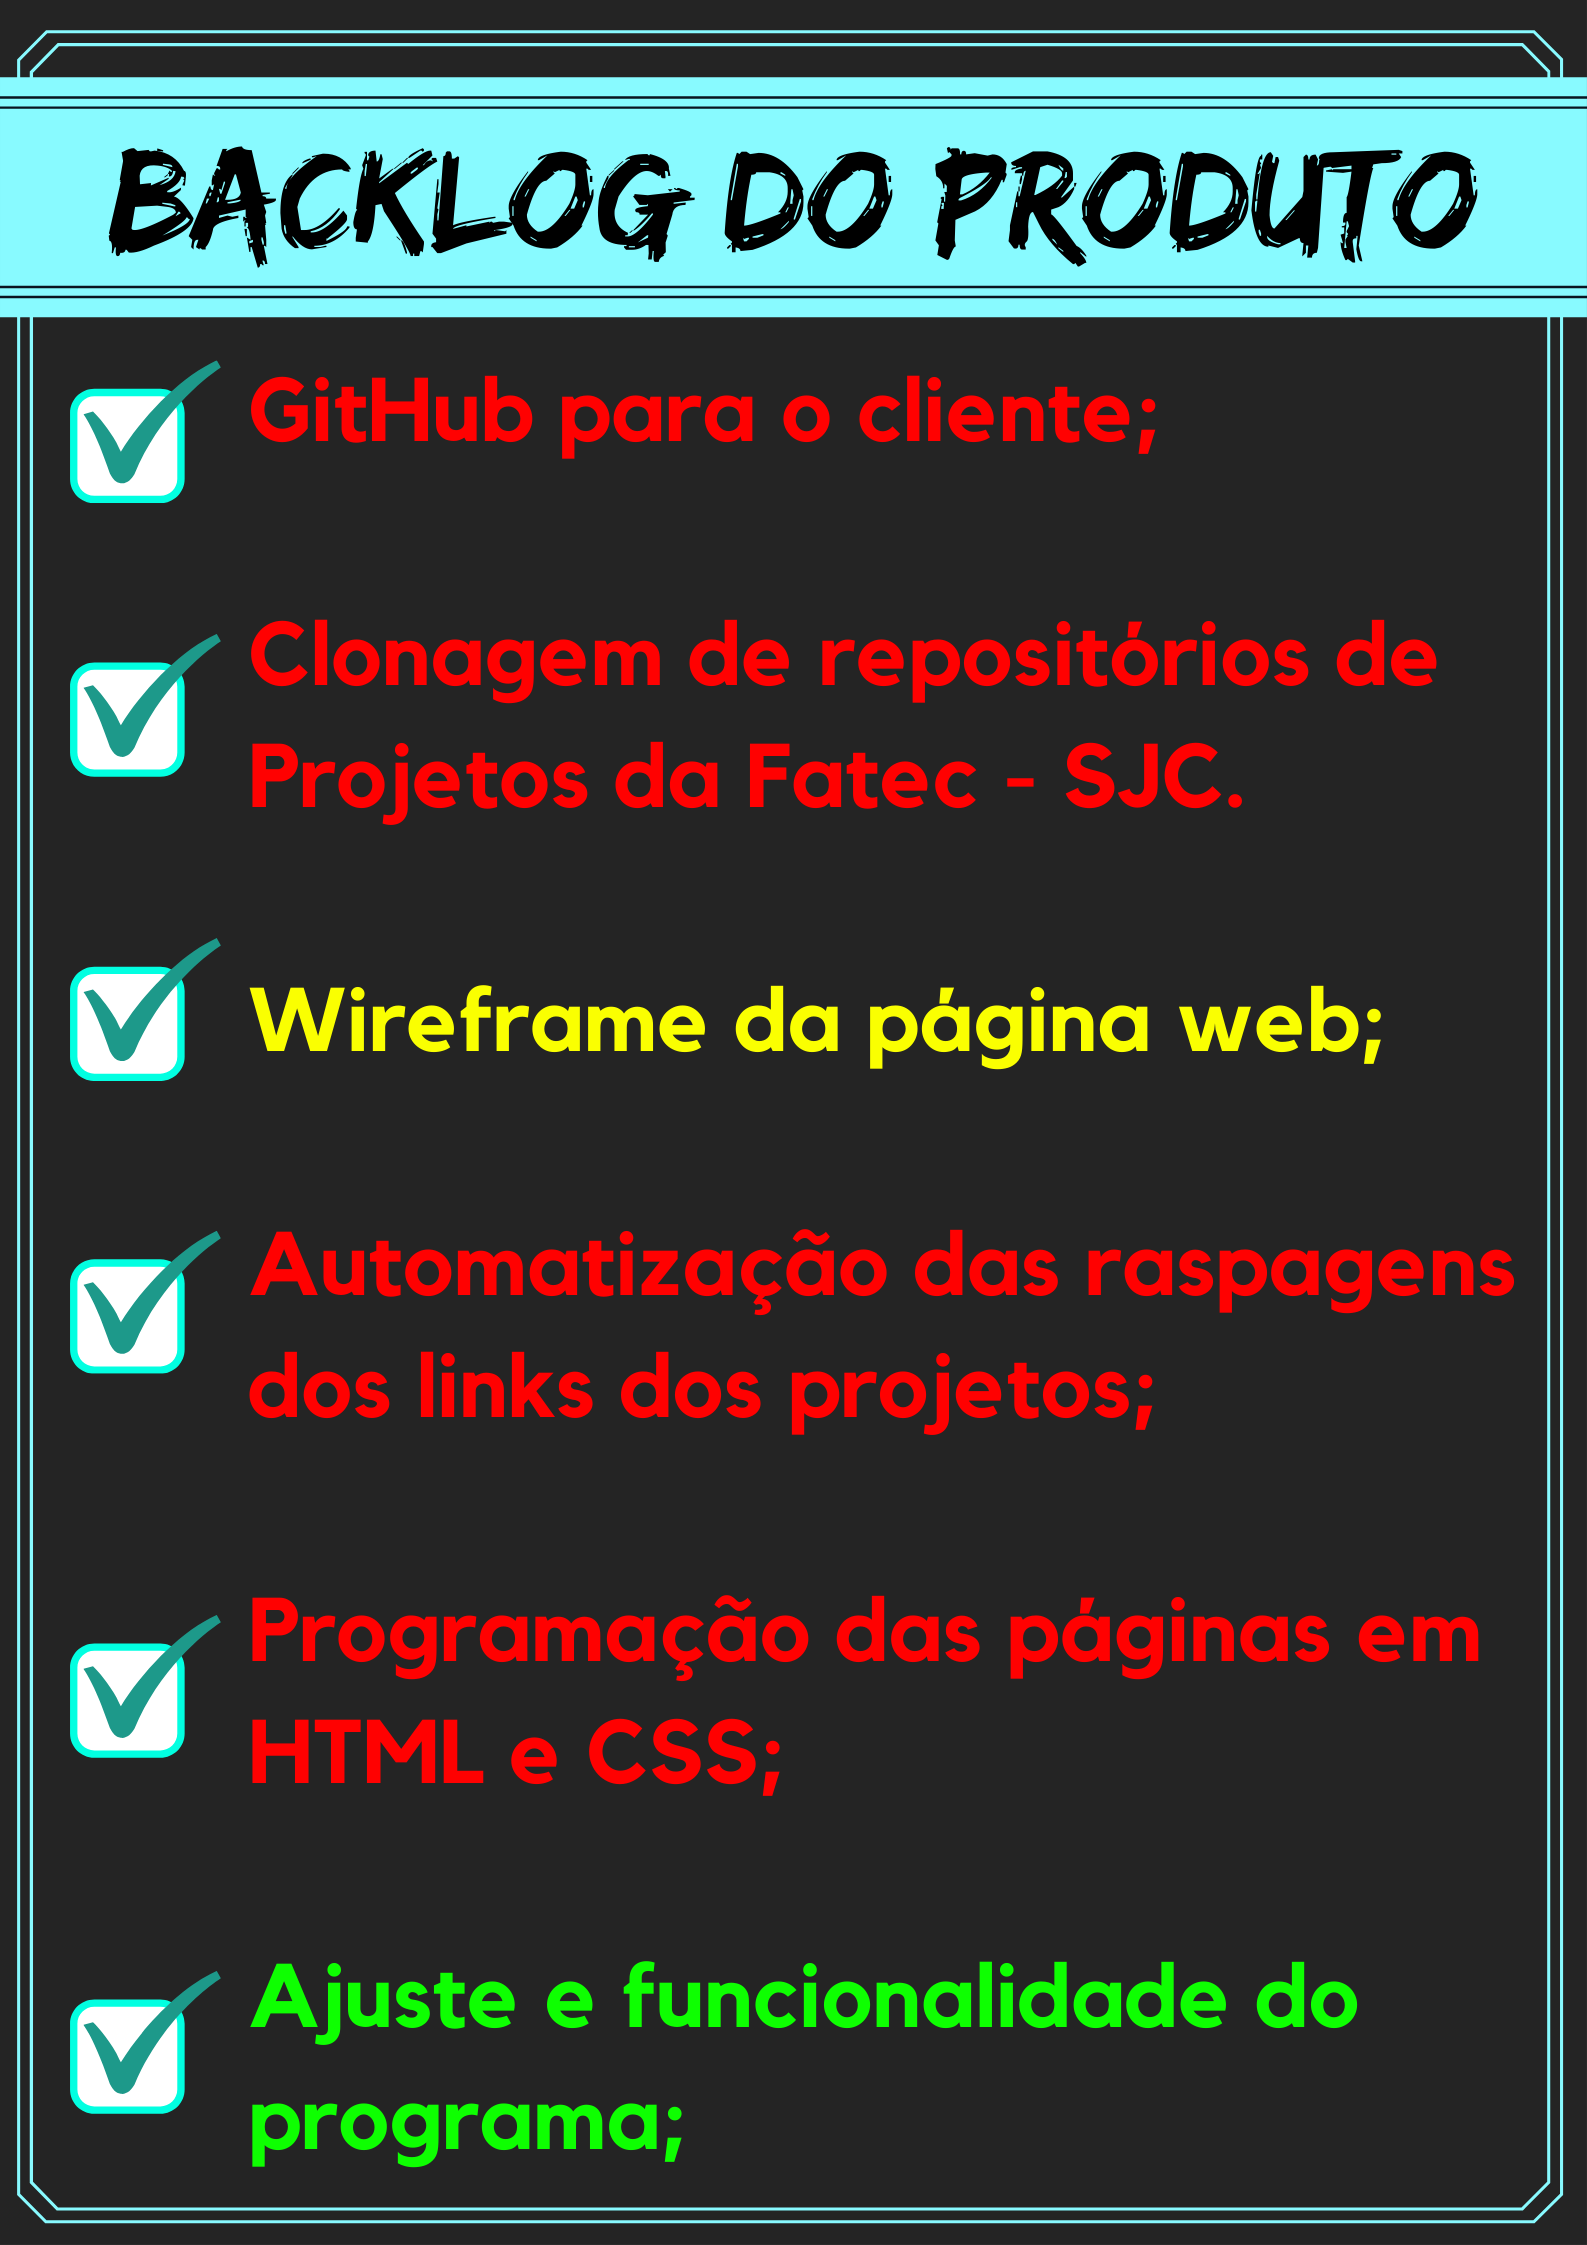 BACKLOG DO PRODUTO
GitHub para o cliente;
Clonagem de repositórios de
Projetos da Fatec - SJC.
Wireframe da página web;
Automatização das raspagens
dos links dos projetos;
Programação das páginas em
HTML e CSS;
Ajuste e funcionalidade do
programa;